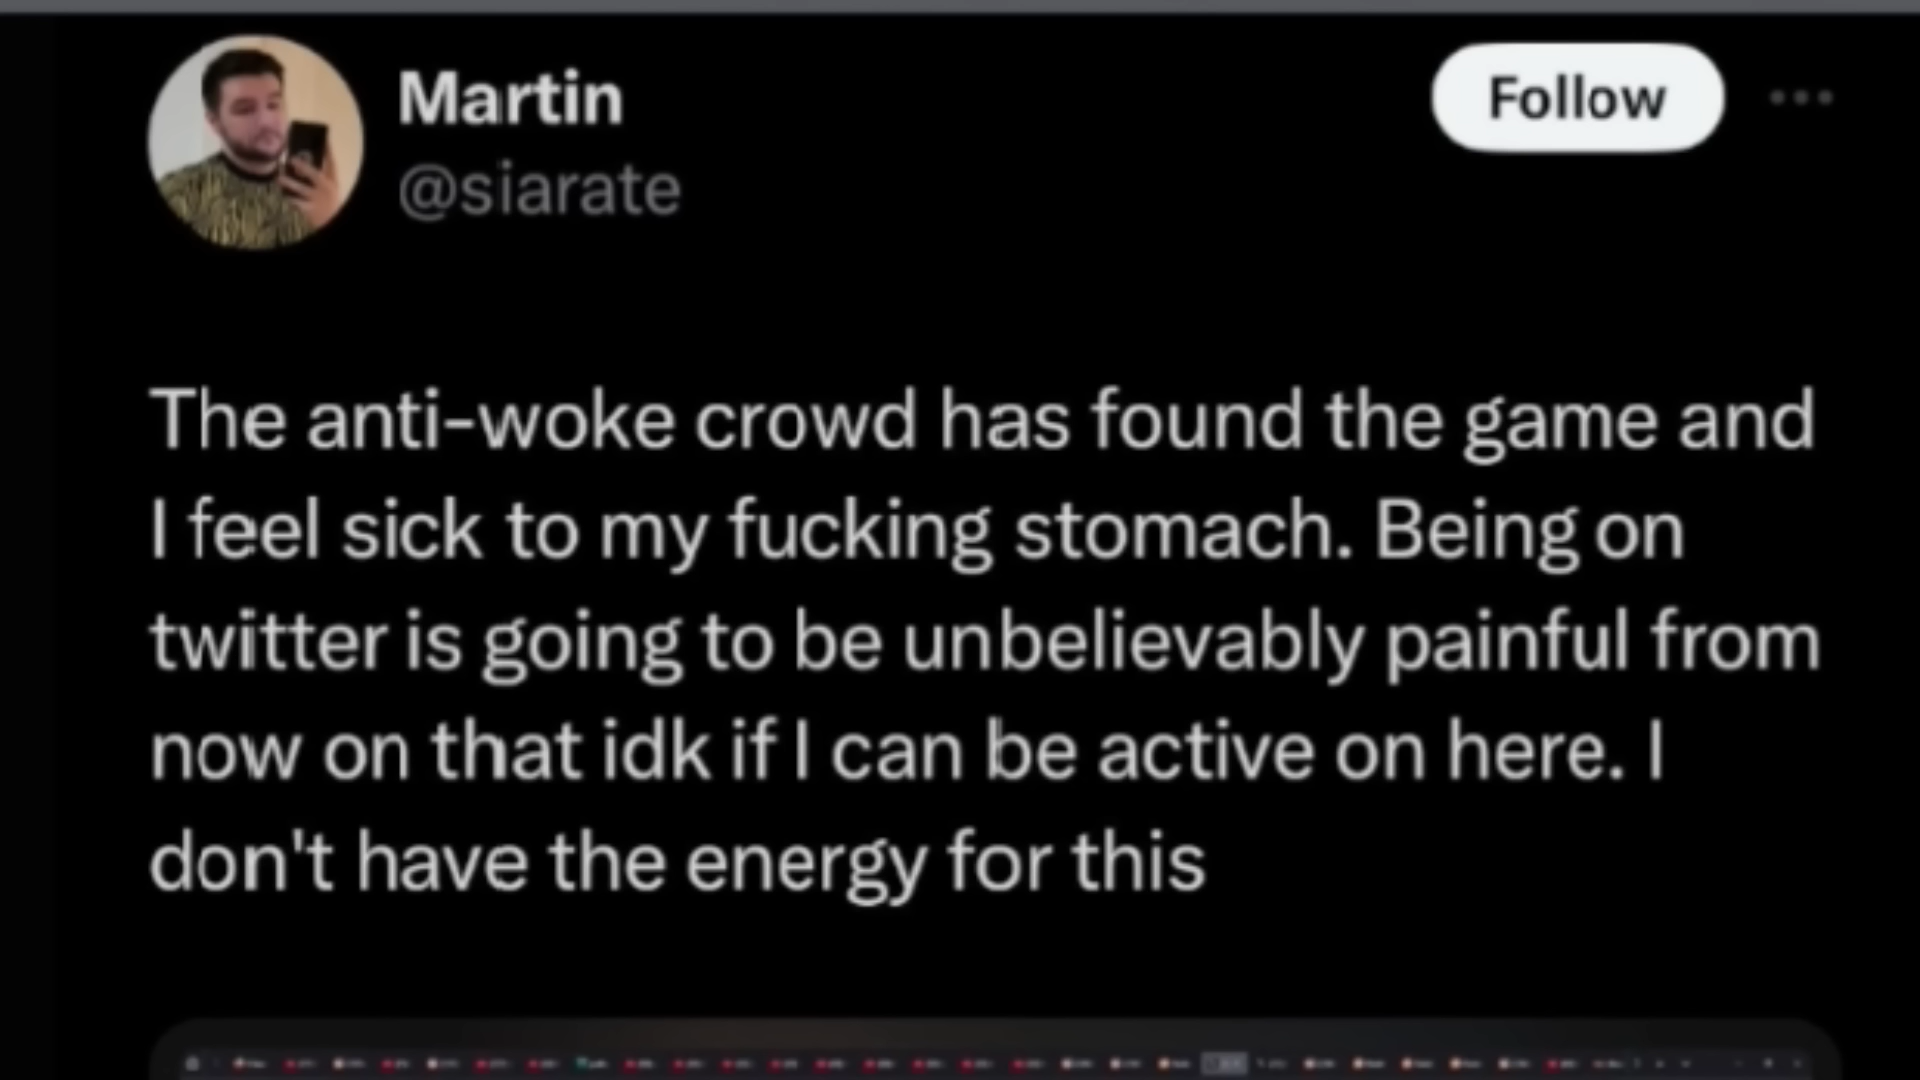 Martin
Follow
@siarate
The anti-woke crowd has found the game and
I feel sick to my fucking stomach. Being on
twitter is going to be unbelievably painful from
now on that idk if I can be active on here. I
don't have the energy for this